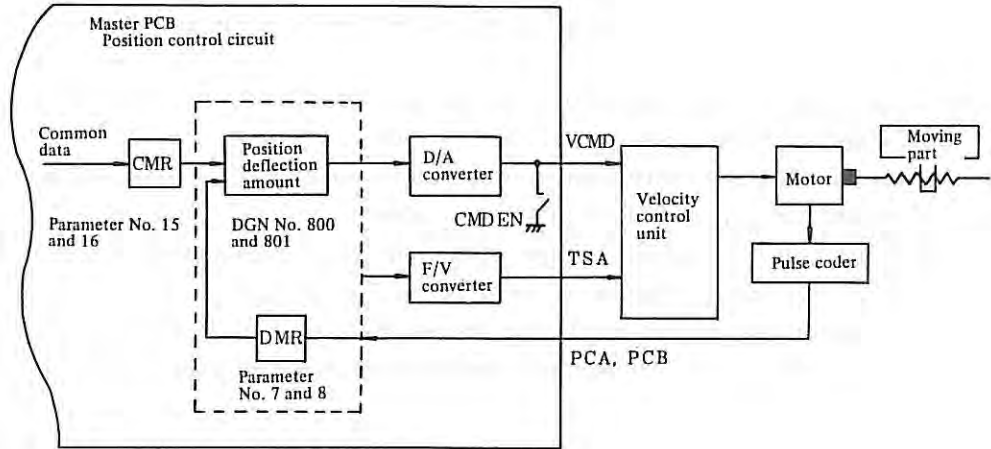 Master PCB
Position control circuit
Common
data
CMR
Parameter No. 15
and 16
Position
deflection
amount
DGN No. 800
and 801
DMR
Parameter
No. 7 and 8
D/A
converter
VCMD
CMDEN
F/V
converter
TSA
PCA, PCB
Velocity
control
unit
Motor
Pulse coder
Moving
part